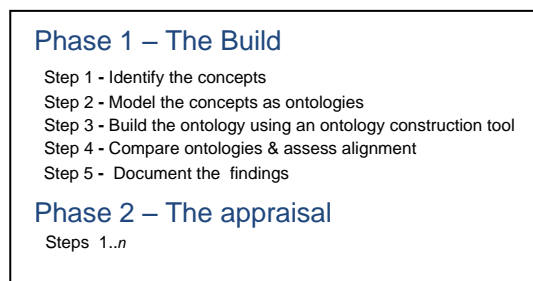 Phase 1 – The Build
Step 1 - Identify the concepts
Step 2 - Model the concepts as ontologies
Step 3 - Build the ontology using an ontology construction tool
Step 4 - Compare ontologies & assess alignment
Step 5 - Document the findings
Phase 2 – The appraisal
Steps 1..n